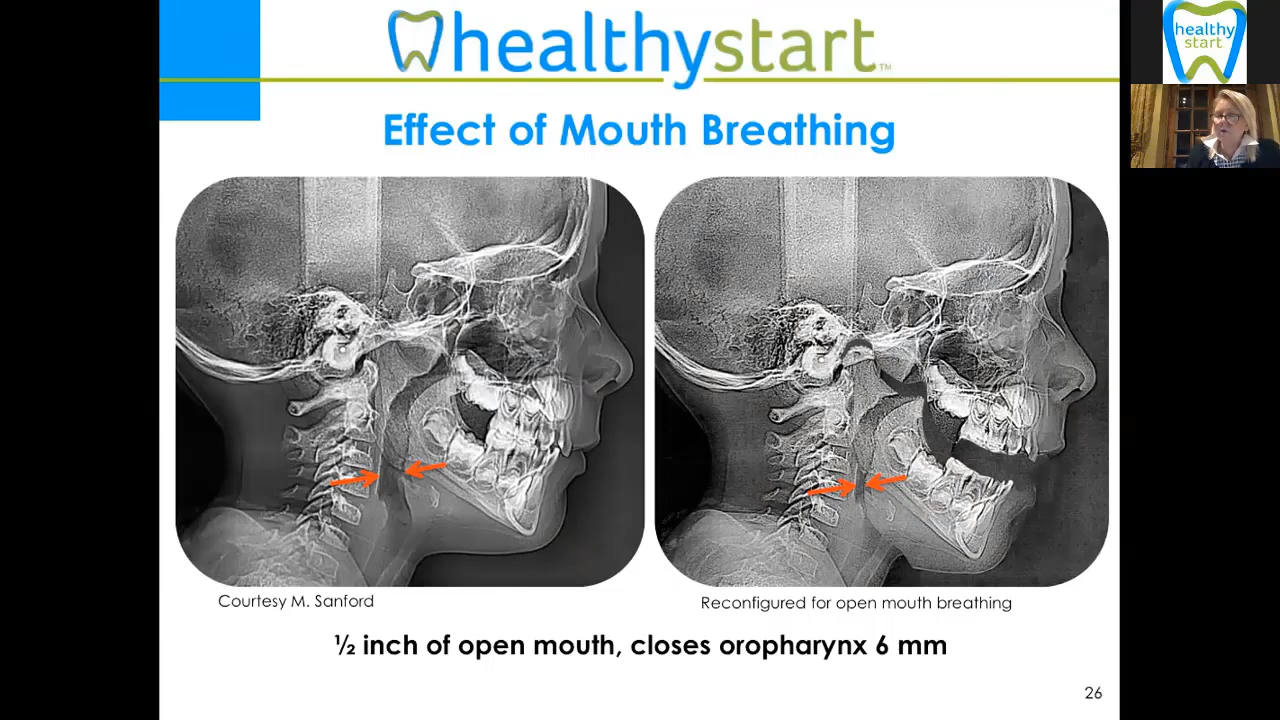 healthystart™
healthy
start
Effect of Mouth Breathing
Courtesy M. Sanford
Reconfigured for open mouth breathing
½ inch of open mouth, closes oropharynx 6 mm
26